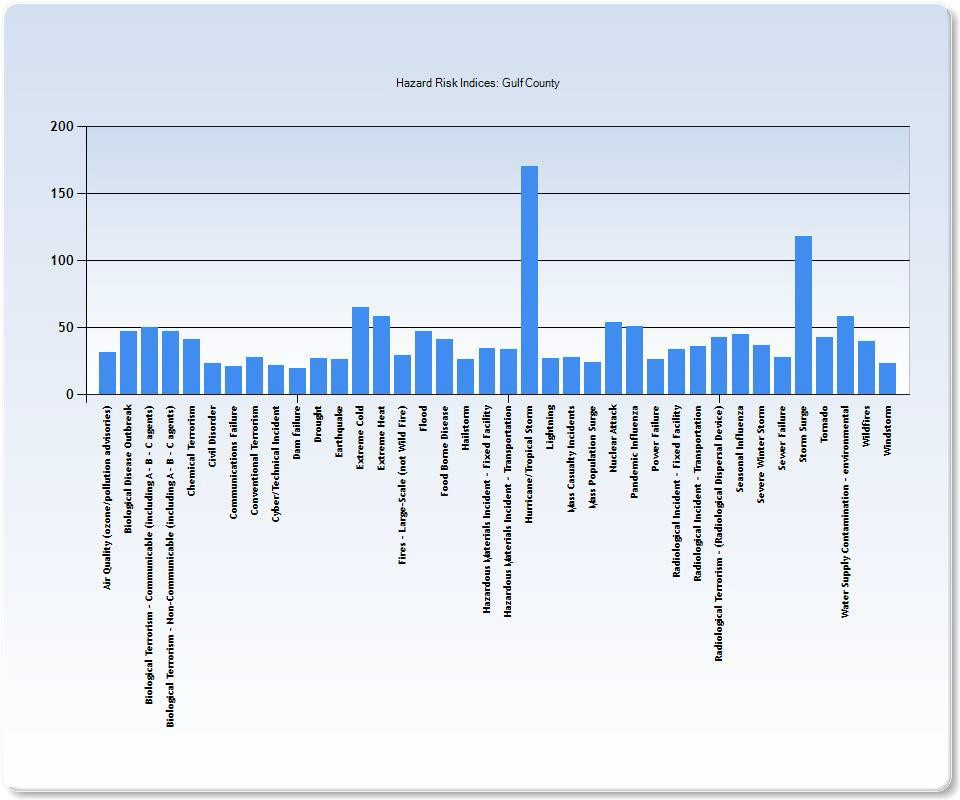 Hazard Risk Indices: Gulf County
200
150
100
50
0
Air Quality (ozone/pollution advisories)
Biological Disease Outbreak
Biological Terrorism - Communicable (including A - B - C agents)
Biological Terrorism - Non-Communicable (including A - B - C agents)
Chemical Terrorism
Civil Disorder
Communications Failure
Conventional Terrorism
Cyber/Technical Incident
Dam failure
Drought
Earthquake
Extreme Cold
Extreme Heat
Fires - Large-Scale (not Wild Fire)
Flood
Food Borne Disease
Hailstorm
Hazardous Materials Incident - Fixed Facility
Hazardous Materials Incident - Transportation
Hurricane/Tropical Storm
Lightning
Mass Casualty Incidents
Mass Population Surge
Nuclear Attack
Pandemic Influenza
Power Failure
Radiological Incident - Fixed Facility
Radiological Incident - Transportation
Radiological Terrorism - (Radiological Dispersal Device)
Seasonal Influenza
Severe Winter Storm
Sewer Failure
Storm Surge
Tornado
Water Supply Contamination - environmental
Wildfires
Windstorm